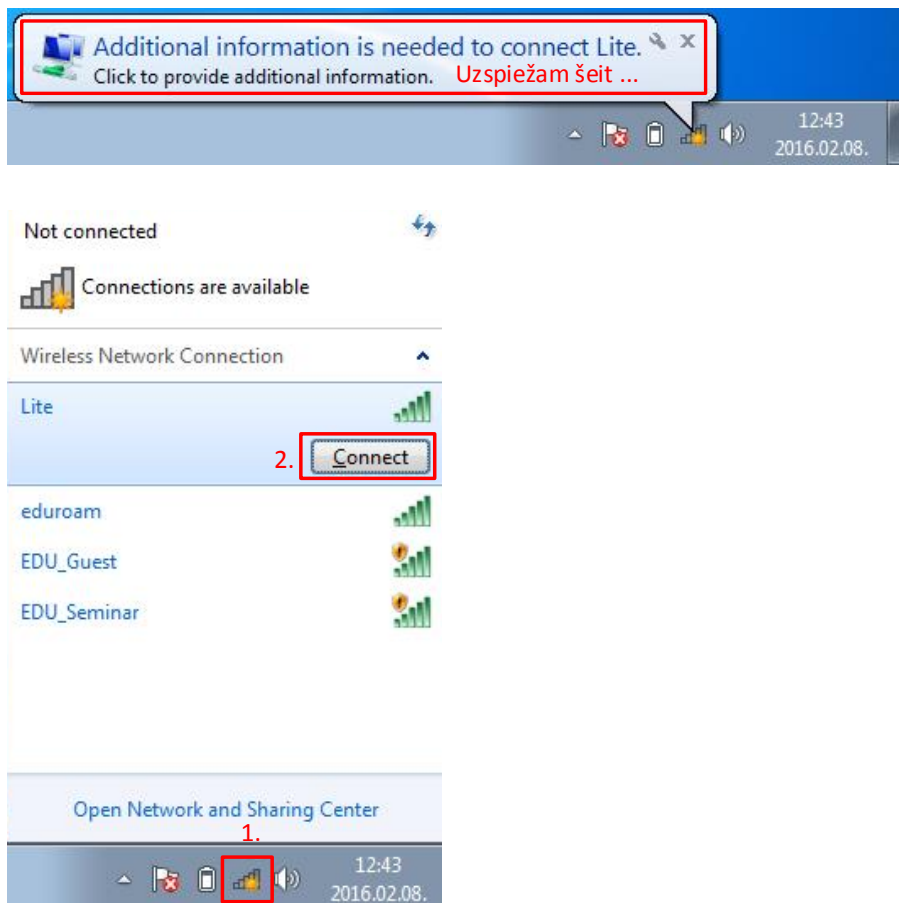 Additional information is needed to connect Lite.
Click to provide additional information. Uzspiežam šeit ...
12:43
2016.02.08.
Not connected
Connections are available
Wireless Network Connection
Lite
2. Connect
eduroam
EDU_Guest
EDU_Seminar
Open Network and Sharing Center
1.
12:43
2016.02.08.